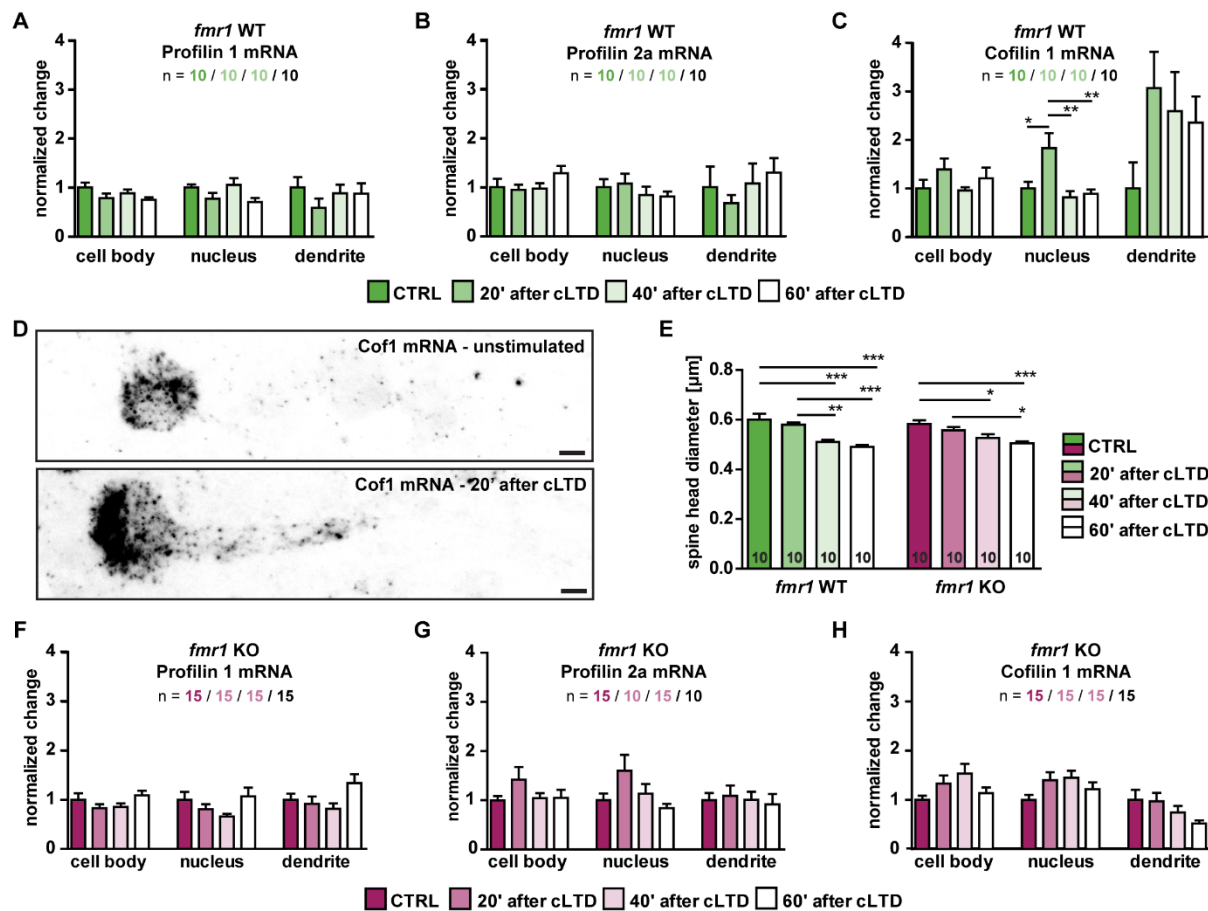 A
fmr1 WT
Profilin 1 mRNA
n = 10 / 10 / 10 / 10
normalized change
4
3
2
1
0
cell body nucleus dendrite
B
fmr1 WT
Profilin 2a mRNA
n = 10 / 10 / 10 / 10
normalized change
4
3
2
1
0
cell body nucleus dendrite
C
fmr1 WT
Cofilin 1 mRNA
n = 10 / 10 / 10 / 10
normalized change
4
3
2
1
0
* ** **
cell body nucleus dendrite
CTRL 20' after cLTD 40' after cLTD 60' after cLTD
D
Cof1 mRNA - unstimulated
Cof1 mRNA - 20' after cLTD
E
spine head diameter [µm]
0.8
0.6
0.4
0.2
0.0
***
***
***
**
***
*
*
10 10 10 10 10 10 10 10
fmr1 WT fmr1 KO
CTRL
20' after cLTD
40' after cLTD
60' after cLTD
F
fmr1 KO
Profilin 1 mRNA
n = 15 / 15 / 15 / 15
normalized change
4
3
2
1
0
cell body nucleus dendrite
G
fmr1 KO
Profilin 2a mRNA
n = 15 / 10 / 15 / 10
normalized change
4
3
2
1
0
cell body nucleus dendrite
H
fmr1 KO
Cofilin 1 mRNA
n = 15 / 15 / 15 / 15
normalized change
4
3
2
1
0
cell body nucleus dendrite
CTRL 20' after cLTD 40' after cLTD 60' after cLTD